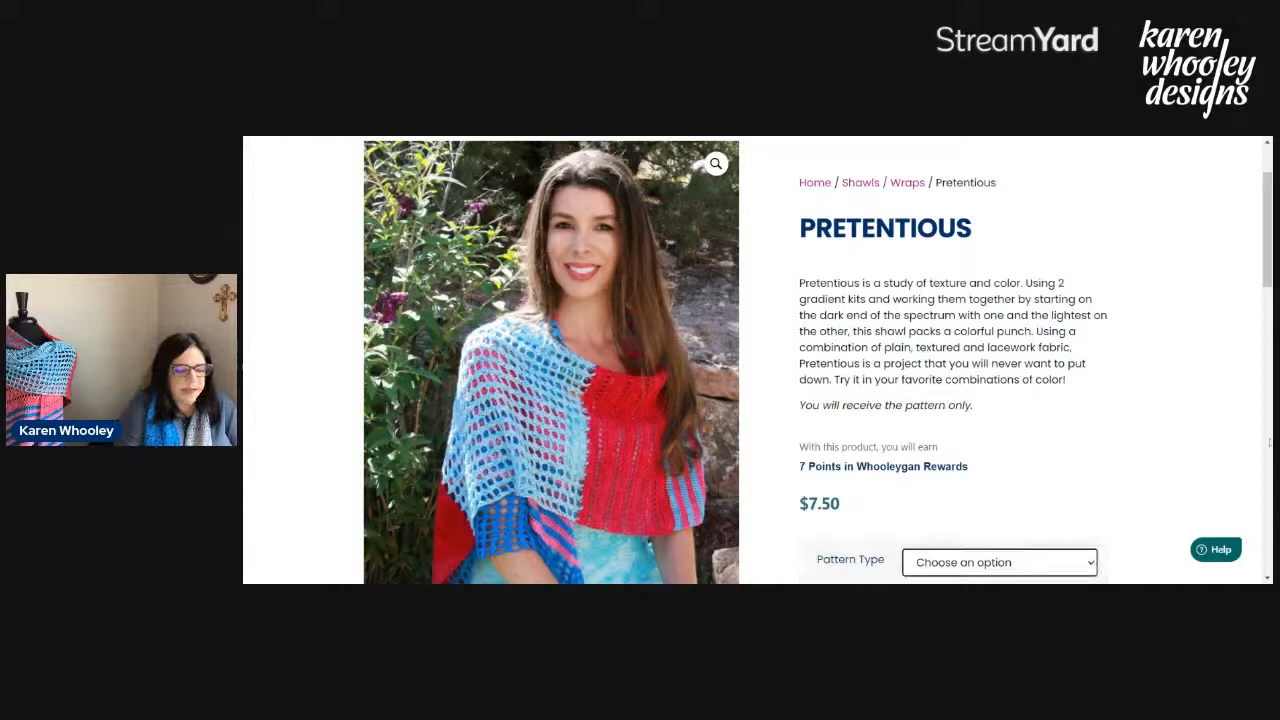 StreamYard
karen
whooley
designs
Home / Shawls / Wraps / Pretentious
PRETENTIOUS
Pretentious is a study of texture and color. Using 2
gradient kits and working them together by starting on
the dark end of the spectrum with one and the lightest on
the other, this shawl packs a colorful punch. Using a
combination of plain, textured and lacework fabric,
Pretentious is a project that you will never want to put
down. Try it in your favorite combinations of color!
You will receive the pattern only.
With this product, you will earn
7 Points in Whooleygan Rewards
$7.50
Pattern Type
Choose an option
Help
Karen Whooley